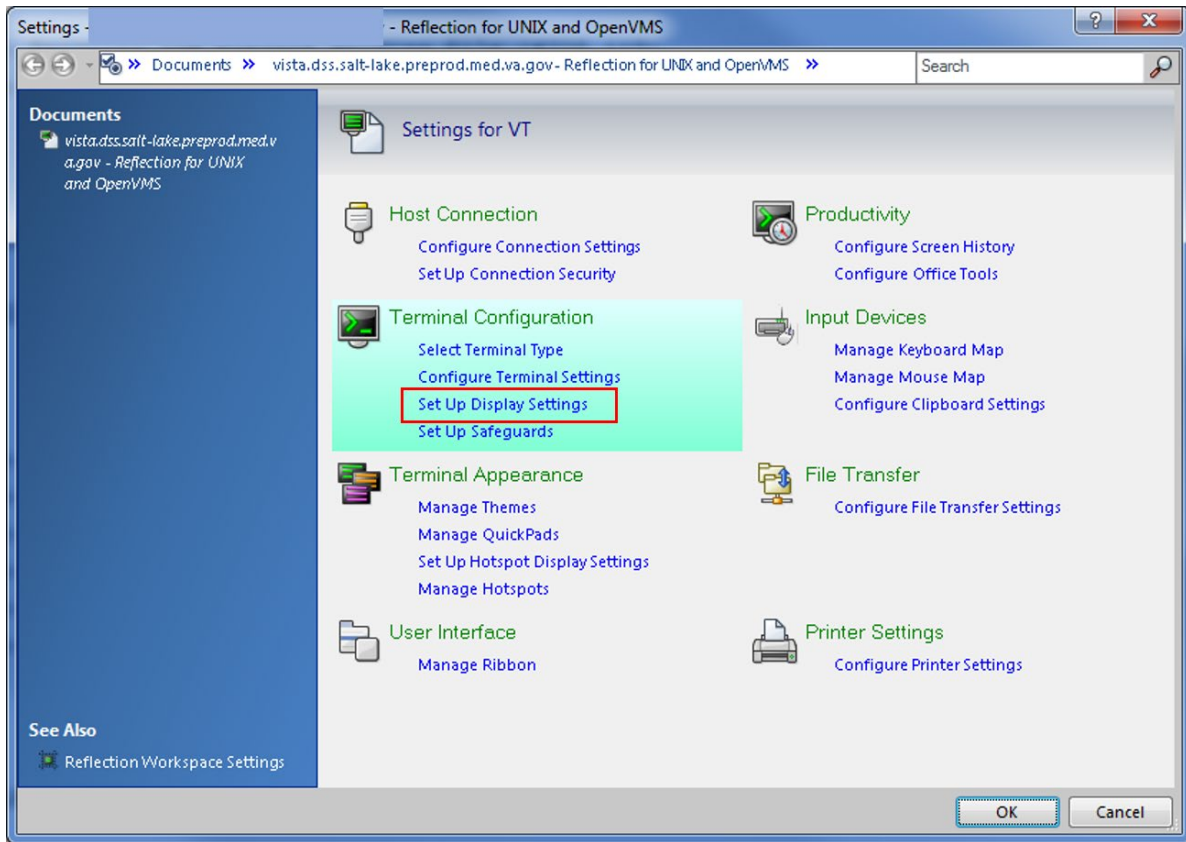 Settings -
- Reflection for UNIX and OpenVMS
Documents » vista.dss.salt-lake.preprod.med.va.gov - Reflection for UNIX and OpenVMS »
Search
Documents
vista.dss.salt-lake.preprod.med.v
a.gov - Reflection for UNIX
and OpenVMS
See Also
Reflection Workspace Settings
Settings for VT
Host Connection
Configure Connection Settings
Set Up Connection Security
Productivity
Configure Screen History
Configure Office Tools
Terminal Configuration
Select Terminal Type
Configure Terminal Settings
Set Up Display Settings
Set Up Safeguards
Input Devices
Manage Keyboard Map
Manage Mouse Map
Configure Clipboard Settings
Terminal Appearance
Manage Themes
Manage QuickPads
Set Up Hotspot Display Settings
Manage Hotspots
File Transfer
Configure File Transfer Settings
User Interface
Manage Ribbon
Printer Settings
Configure Printer Settings
OK
Cancel